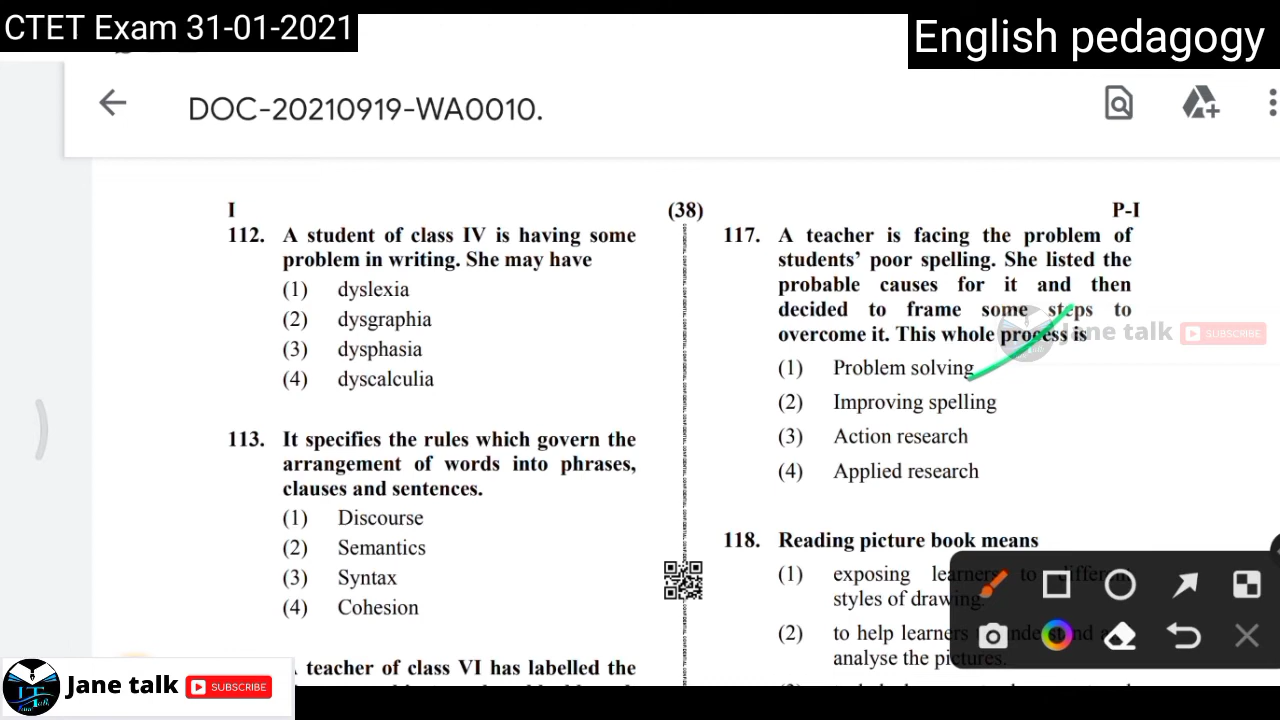 CTET Exam 31-01-2021
English pedagogy
DOC-20210919-WA0010.
I
(38)
P-I
112. A student of class IV is having some
problem in writing. She may have
(1) dyslexia
(2) dysgraphia
(3) dysphasia
(4) dyscalculia
113. It specifies the rules which govern the
arrangement of words into phrases,
clauses and sentences.
(1) Discourse
(2) Semantics
(3) Syntax
(4) Cohesion
teacher of class VI has labelled the
117. A teacher is facing the problem of
students’ poor spelling. She listed the
probable causes for it and then
decided to frame some steps to
overcome it. This whole process is
(1) Problem solving
(2) Improving spelling
(3) Action research
(4) Applied research
118. Reading picture book means
(1) exposing learners to different
styles of drawing.
(2) to help learners
analyse the pictures.
Jane talk SUBSCRIBE
Jane talk SUBSCRIBE